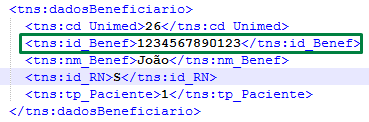 <tns:dadosBeneficiario>
<tns:cd_Unimed>26</tns:cd_Unimed>
<tns:id_Benef>1234567890123</tns:id_Benef>
<tns:nm_Benef>João</tns:nm_Benef>
<tns:id_RN>S</tns:id_RN>
<tns:tp_Paciente>1</tns:tp_Paciente>
</tns:dadosBeneficiario>